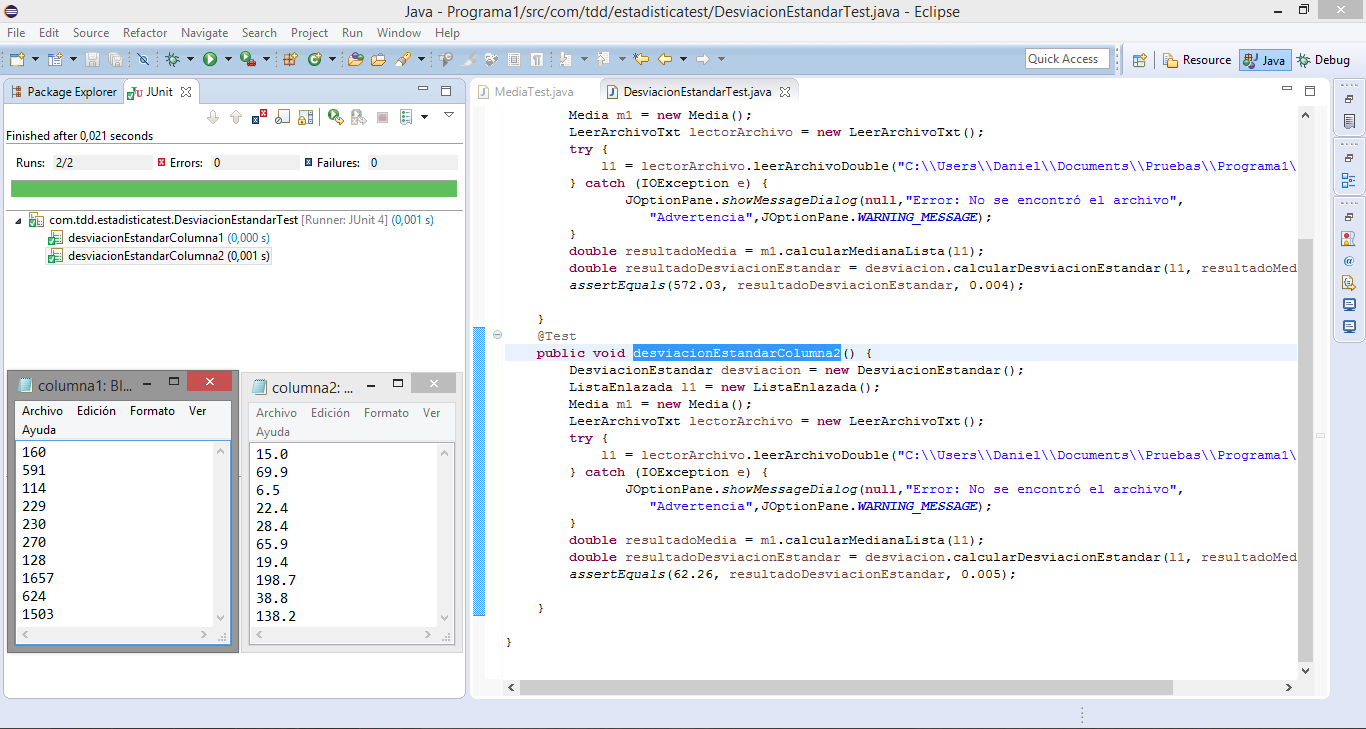 Java - Programa1/src/com/tdd/estadisticatest/DesviacionEstandarTest.java - Eclipse
File Edit Source Refactor Navigate Search Project Run Window Help
Quick Access
Resource
Java
Debug
Package Explorer
JUnit
Finished after 0,021 seconds
Runs: 2/2 Errors: 0 Failures: 0
com.tdd.estadisticatest.DesviacionEstandarTest [Runner: JUnit 4] (0,001 s)
desviacionEstandarColumna1 (0,000 s)
desviacionEstandarColumna2 (0,001 s)
columna1: Bl...
Archivo Edición Formato Ver
Ayuda
160
591
114
229
230
270
128
1657
624
1503
columna2: ...
Archivo Edición Formato Ver
Ayuda
15.0
69.9
6.5
22.4
28.4
65.9
19.4
198.7
38.8
138.2
MediaTest.java
DesviacionEstandarTest.java
Media m1 = new Media();
LeerArchivoTxt lectorArchivo = new LeerArchivoTxt();
try {
l1 = lectorArchivo.leerArchivoDouble("C:\\Users\\Daniel\\Documents\\Pruebas\\Programa1\
} catch (IOException e) {
JOptionPane.showMessageDialog(null,"Error: No se encontró el archivo",
"Advertencia",JOptionPane.WARNING_MESSAGE);
}
double resultadoMedia = m1.calcularMedianaLista(l1);
double resultadoDesviacionEstandar = desviacion.calcularDesviacionEstandar(l1, resultadoMed
assertEquals(572.03, resultadoDesviacionEstandar, 0.004);
}
@Test
public void desviacionEstandarColumna2() {
DesviacionEstandar desviacion = new DesviacionEstandar();
ListaEnlazada l1 = new ListaEnlazada();
Media m1 = new Media();
LeerArchivoTxt lectorArchivo = new LeerArchivoTxt();
try {
l1 = lectorArchivo.leerArchivoDouble("C:\\Users\\Daniel\\Documents\\Pruebas\\Programa1\
} catch (IOException e) {
JOptionPane.showMessageDialog(null,"Error: No se encontró el archivo",
"Advertencia",JOptionPane.WARNING_MESSAGE);
}
double resultadoMedia = m1.calcularMedianaLista(l1);
double resultadoDesviacionEstandar = desviacion.calcularDesviacionEstandar(l1, resultadoMed
assertEquals(62.26, resultadoDesviacionEstandar, 0.005);
}
}